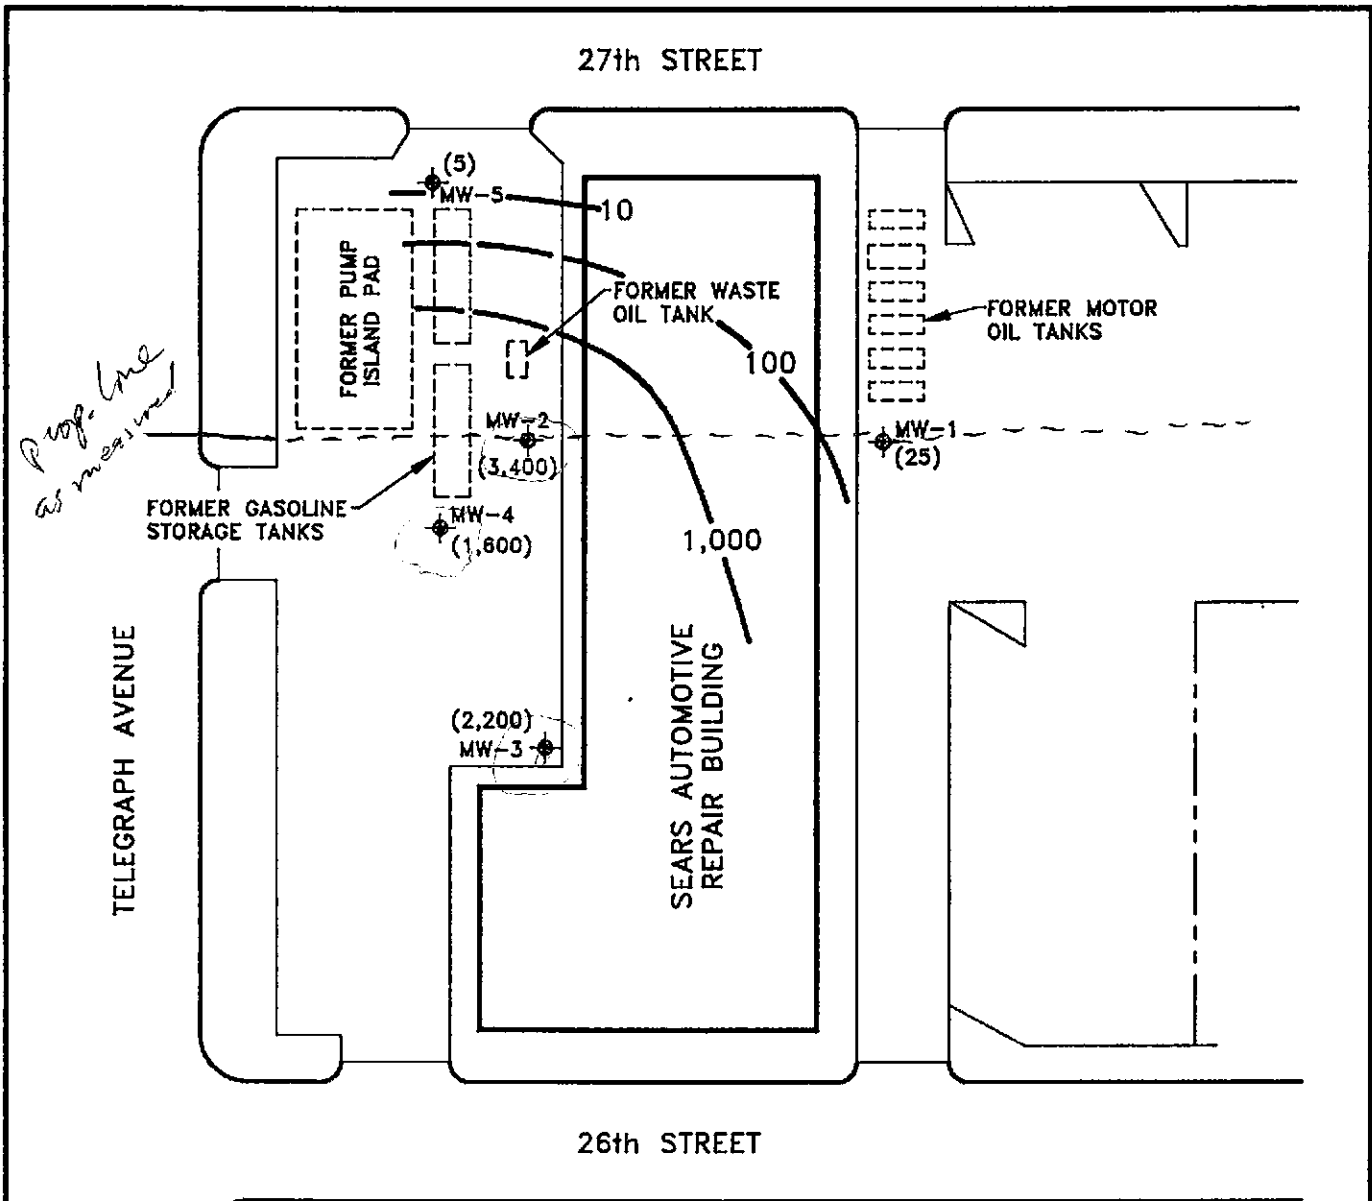 27th STREET
(5)
MW-5
10
FORMER PUMP
ISLAND PAD
FORMER WASTE
OIL TANK
FORMER MOTOR
OIL TANKS
100
Prop. line
as measured
MW-2
(3,400)
MW-1
(25)
FORMER GASOLINE
STORAGE TANKS
MW-4
(1,600)
1,000
TELEGRAPH AVENUE
(2,200)
MW-3
SEARS AUTOMOTIVE
REPAIR BUILDING
26th STREET